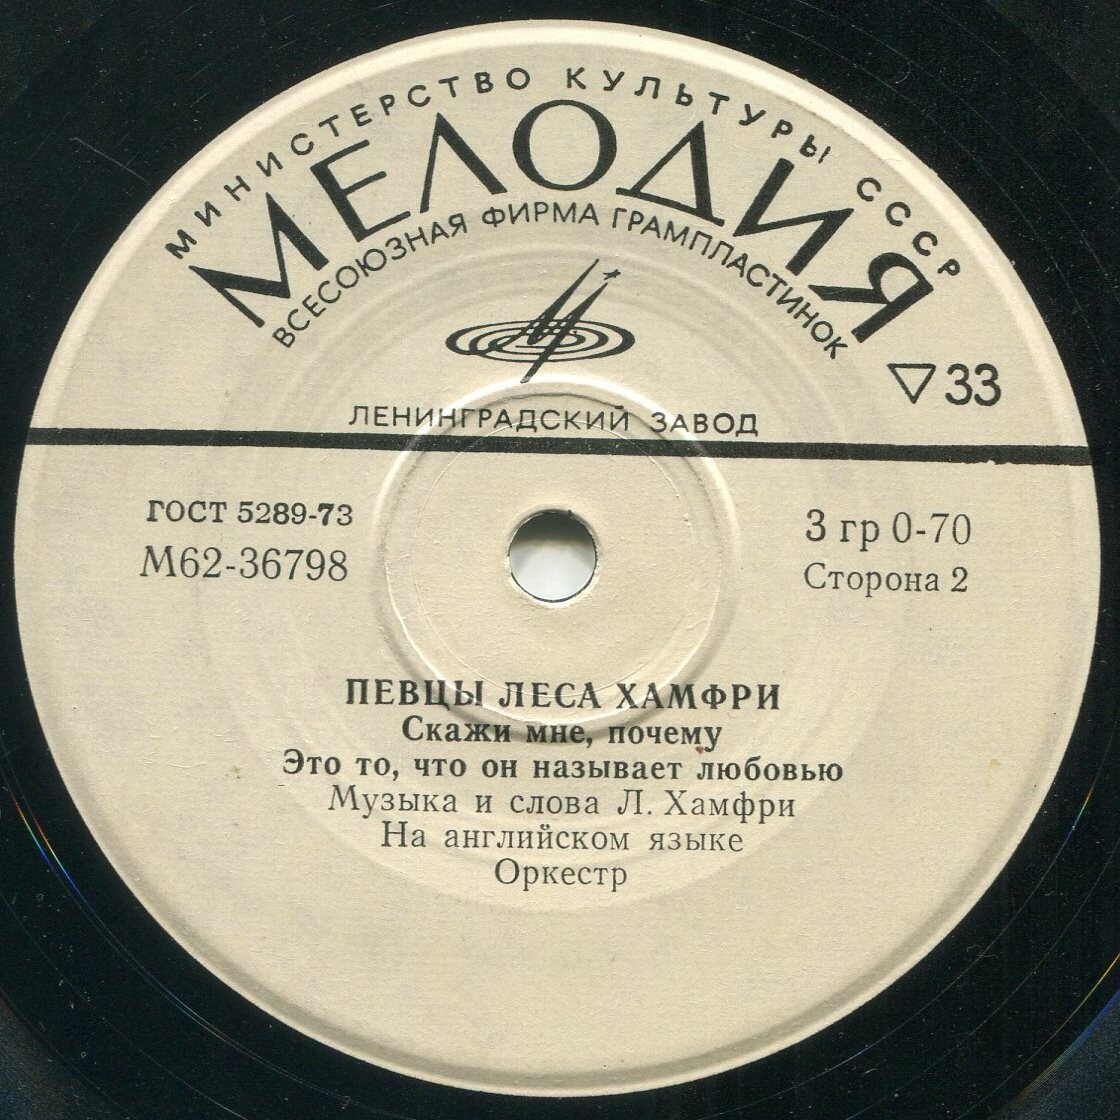 МИНИСТЕРСТВО КУЛЬТУРЫ СССР
МЕЛОДИЯ
ВСЕСОЮЗНАЯ ФИРМА ГРАМПЛАСТИНОК
▽33
ЛЕНИНГРАДСКИЙ ЗАВОД
ГОСТ 5289-73
М62-36798
3 гр 0-70
Сторона 2
ПЕВЦЫ ЛЕСА ХАМФРИ
Скажи мне, почему
Это то, что он называет любовью
Музыка и слова Л. Хамфри
На английском языке
Оркестр